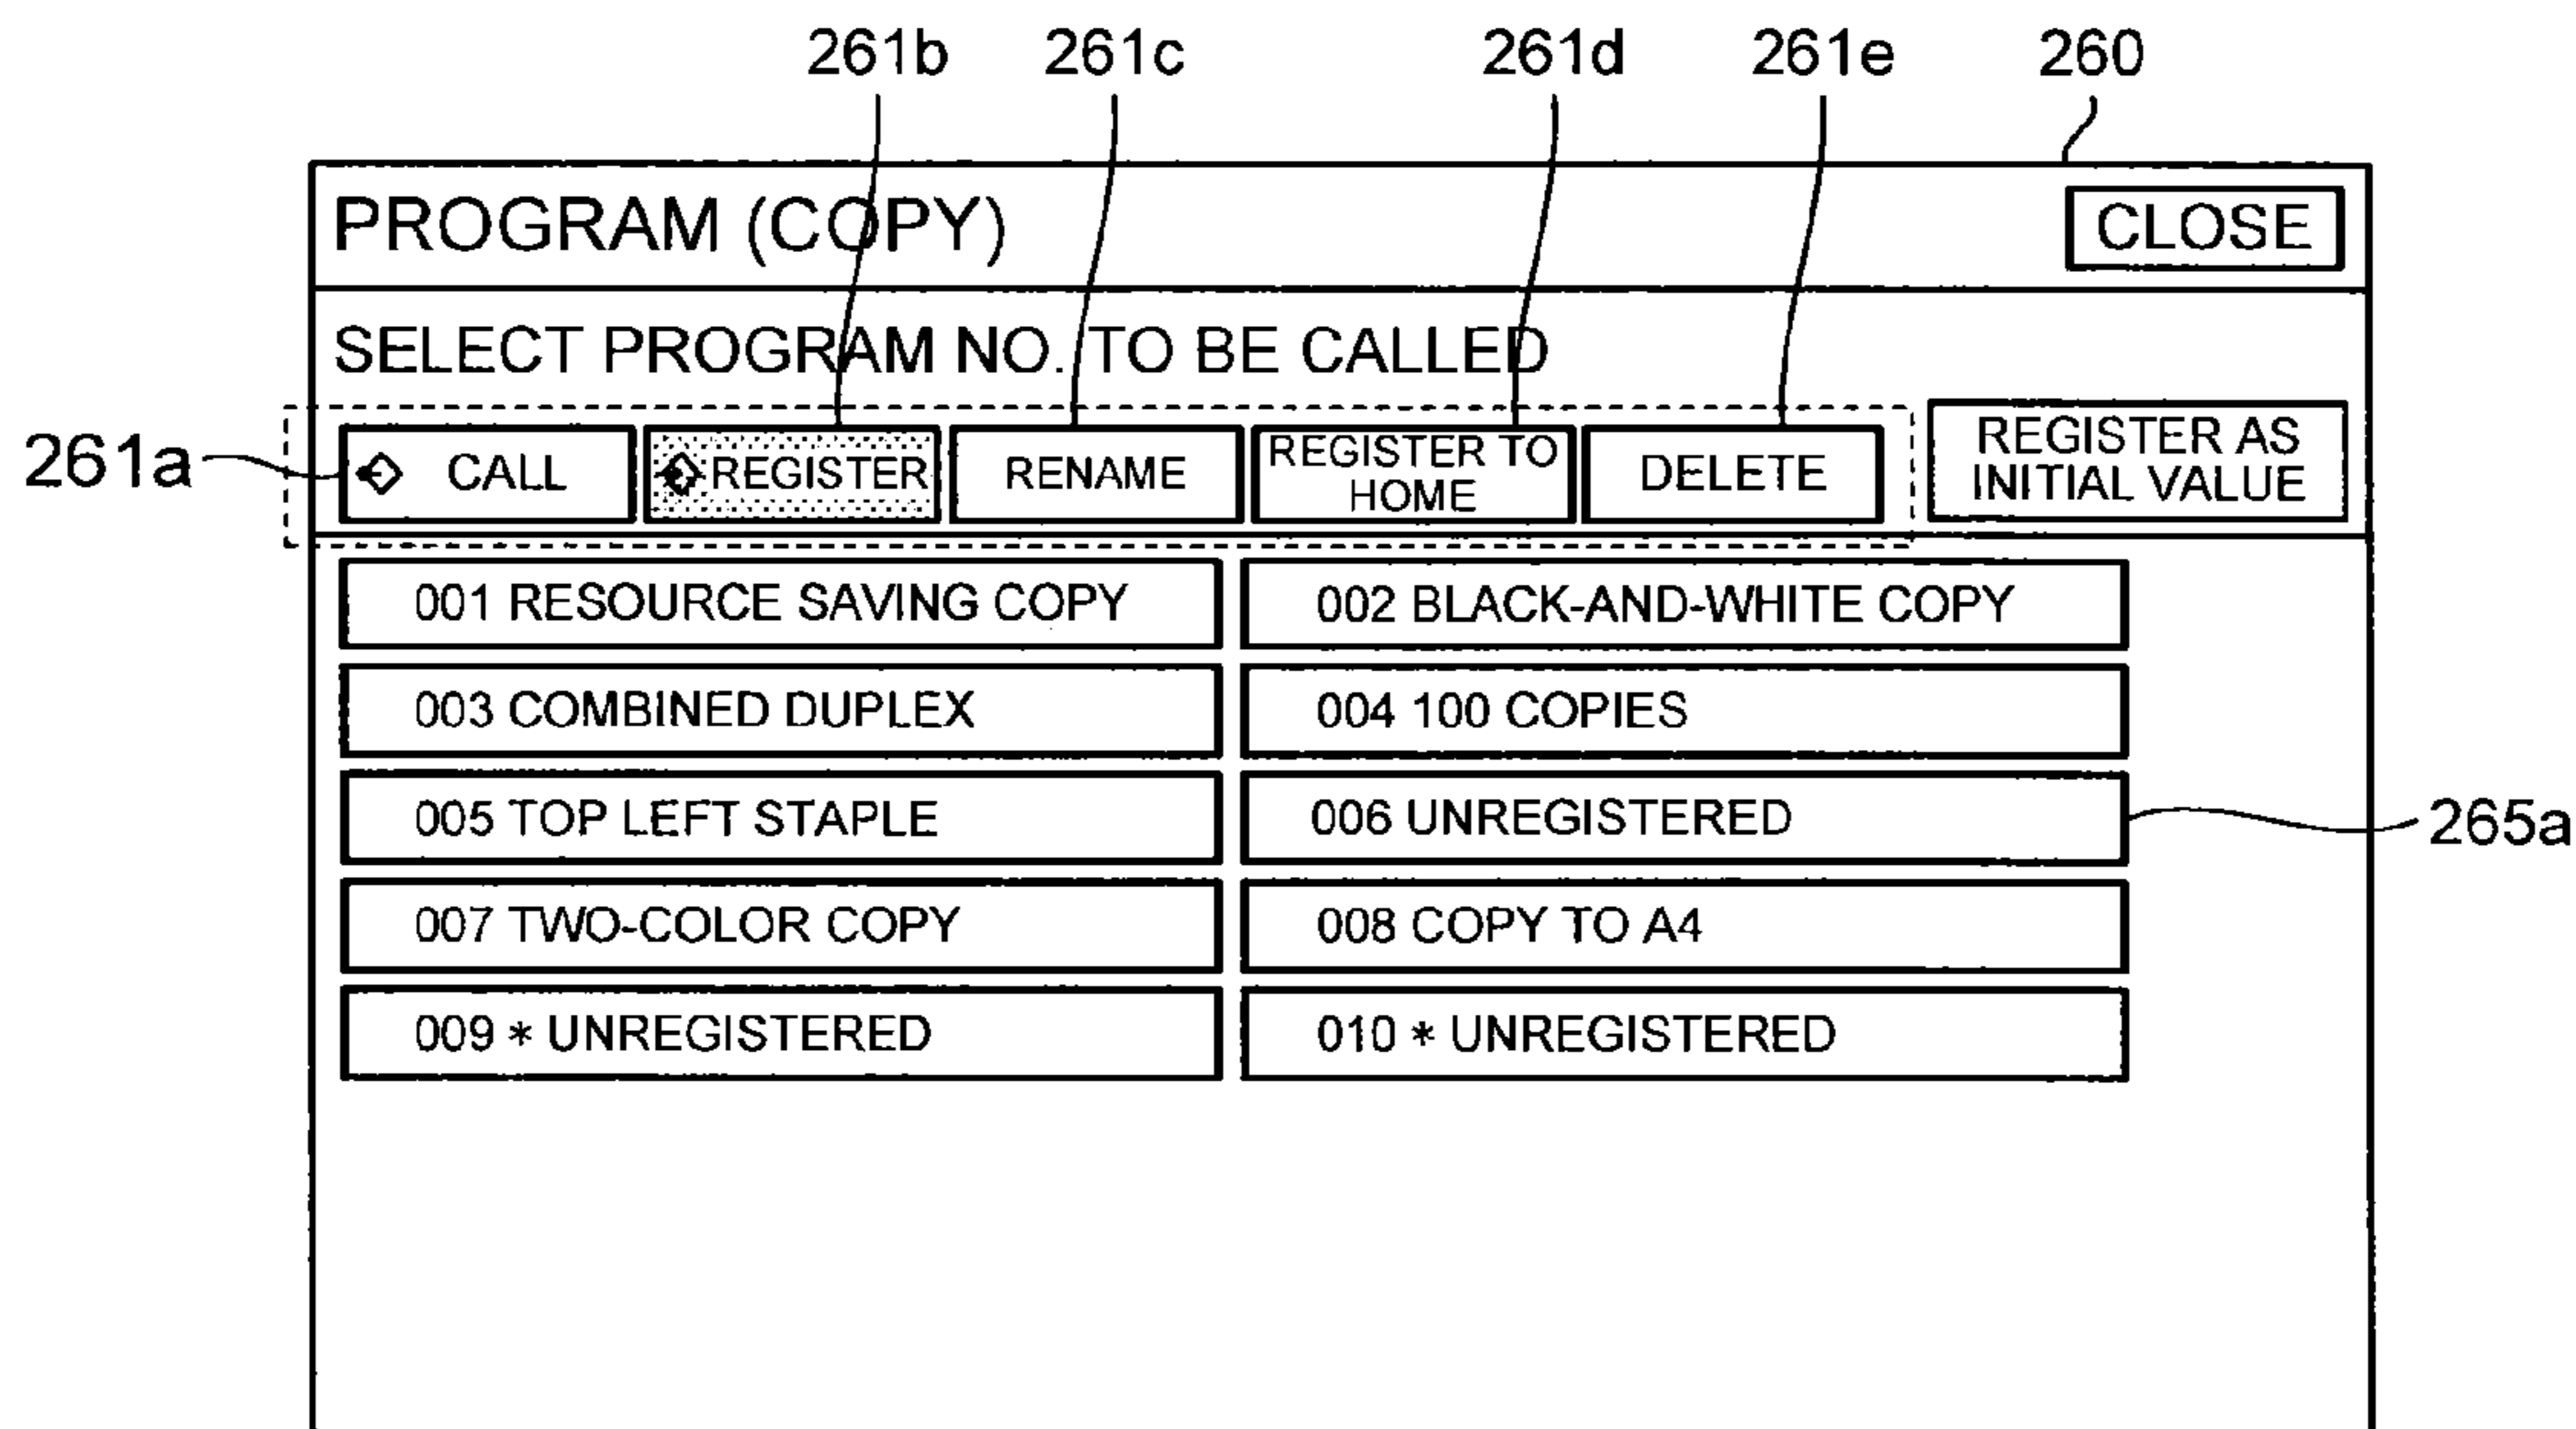 261b 261c 261d 261e 260
PROGRAM (COPY) CLOSE
SELECT PROGRAM NO. TO BE CALLED
261a CALL REGISTER RENAME REGISTER TO HOME DELETE REGISTER AS INITIAL VALUE
001 RESOURCE SAVING COPY 002 BLACK-AND-WHITE COPY
003 COMBINED DUPLEX 004 100 COPIES
005 TOP LEFT STAPLE 006 UNREGISTERED 265a
007 TWO-COLOR COPY 008 COPY TO A4
009 * UNREGISTERED 010 * UNREGISTERED